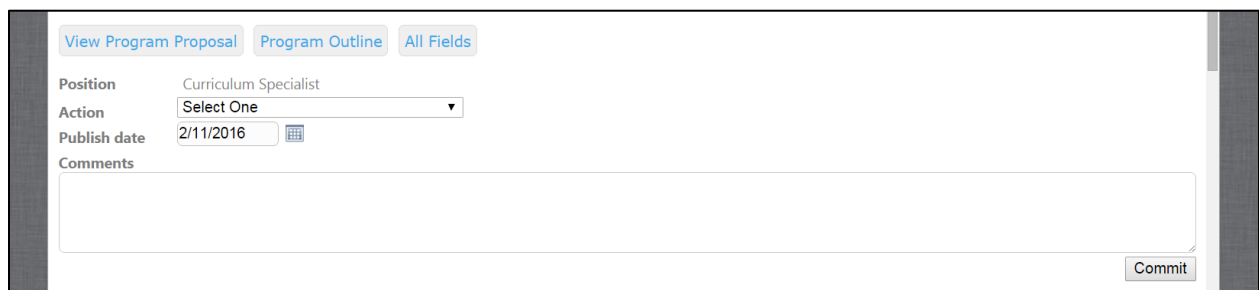 View Program Proposal Program Outline All Fields
Position Curriculum Specialist
Action Select One
Publish date 2/11/2016
Comments
Commit